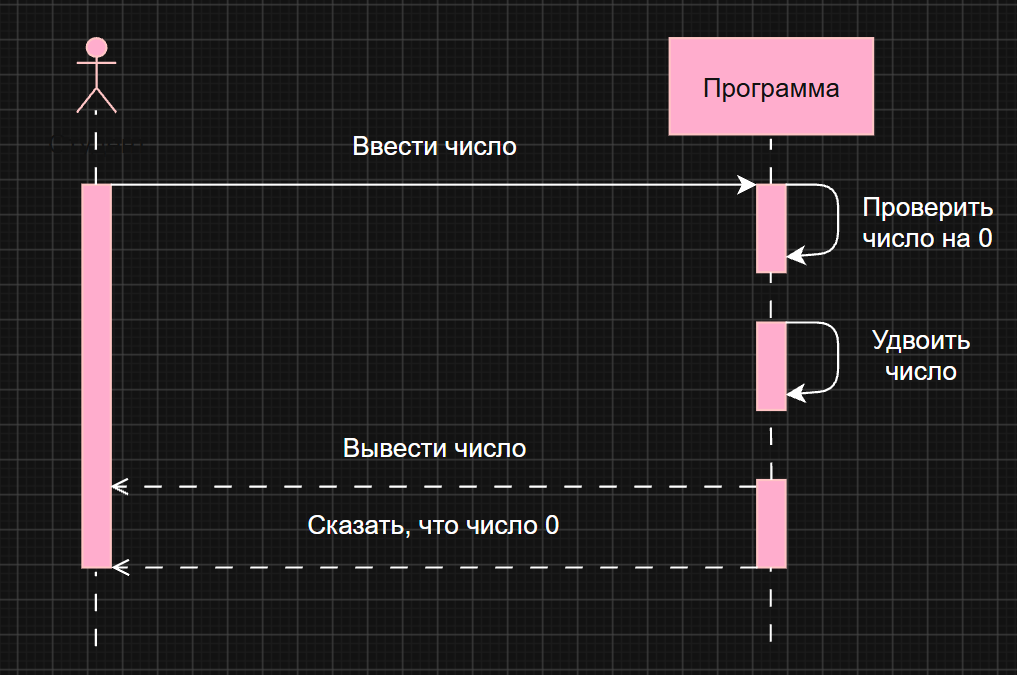 Программа
Ввести число
Проверить
число на 0
Удвоить
число
Вывести число
Сказать, что число 0